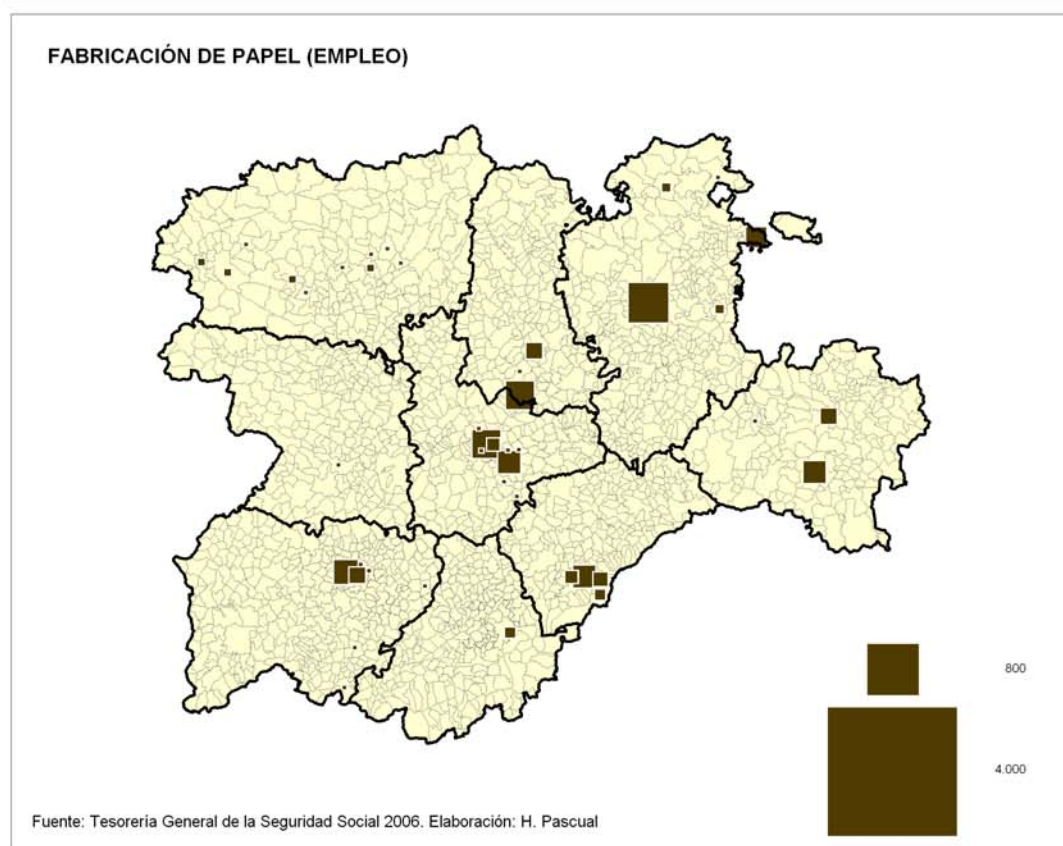 FABRICACIÓN DE PAPEL (EMPLEO)
800
4.000
Fuente: Tesorería General de la Seguridad Social 2006. Elaboración: H. Pascual